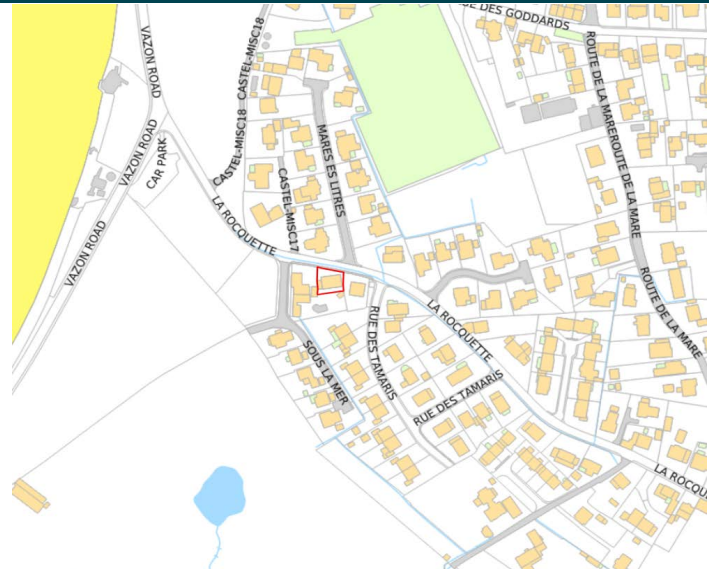 RUE DES GODDARDS
VAZON ROAD
CASTEL-MISC18
CASTEL-MISC18
ROUTE DE LA MARE
ROUTE DE LA MARE
MARES ES LITRES
VAZON ROAD
CAR PARK
CASTEL-MISC17
LA ROCQUETTE
VAZON ROAD
ROUTE DE LA MARE
LA ROCQUETTE
RUE DES TAMARIS
SOUS LA MER
RUE DES TAMARIS
LA ROCQU